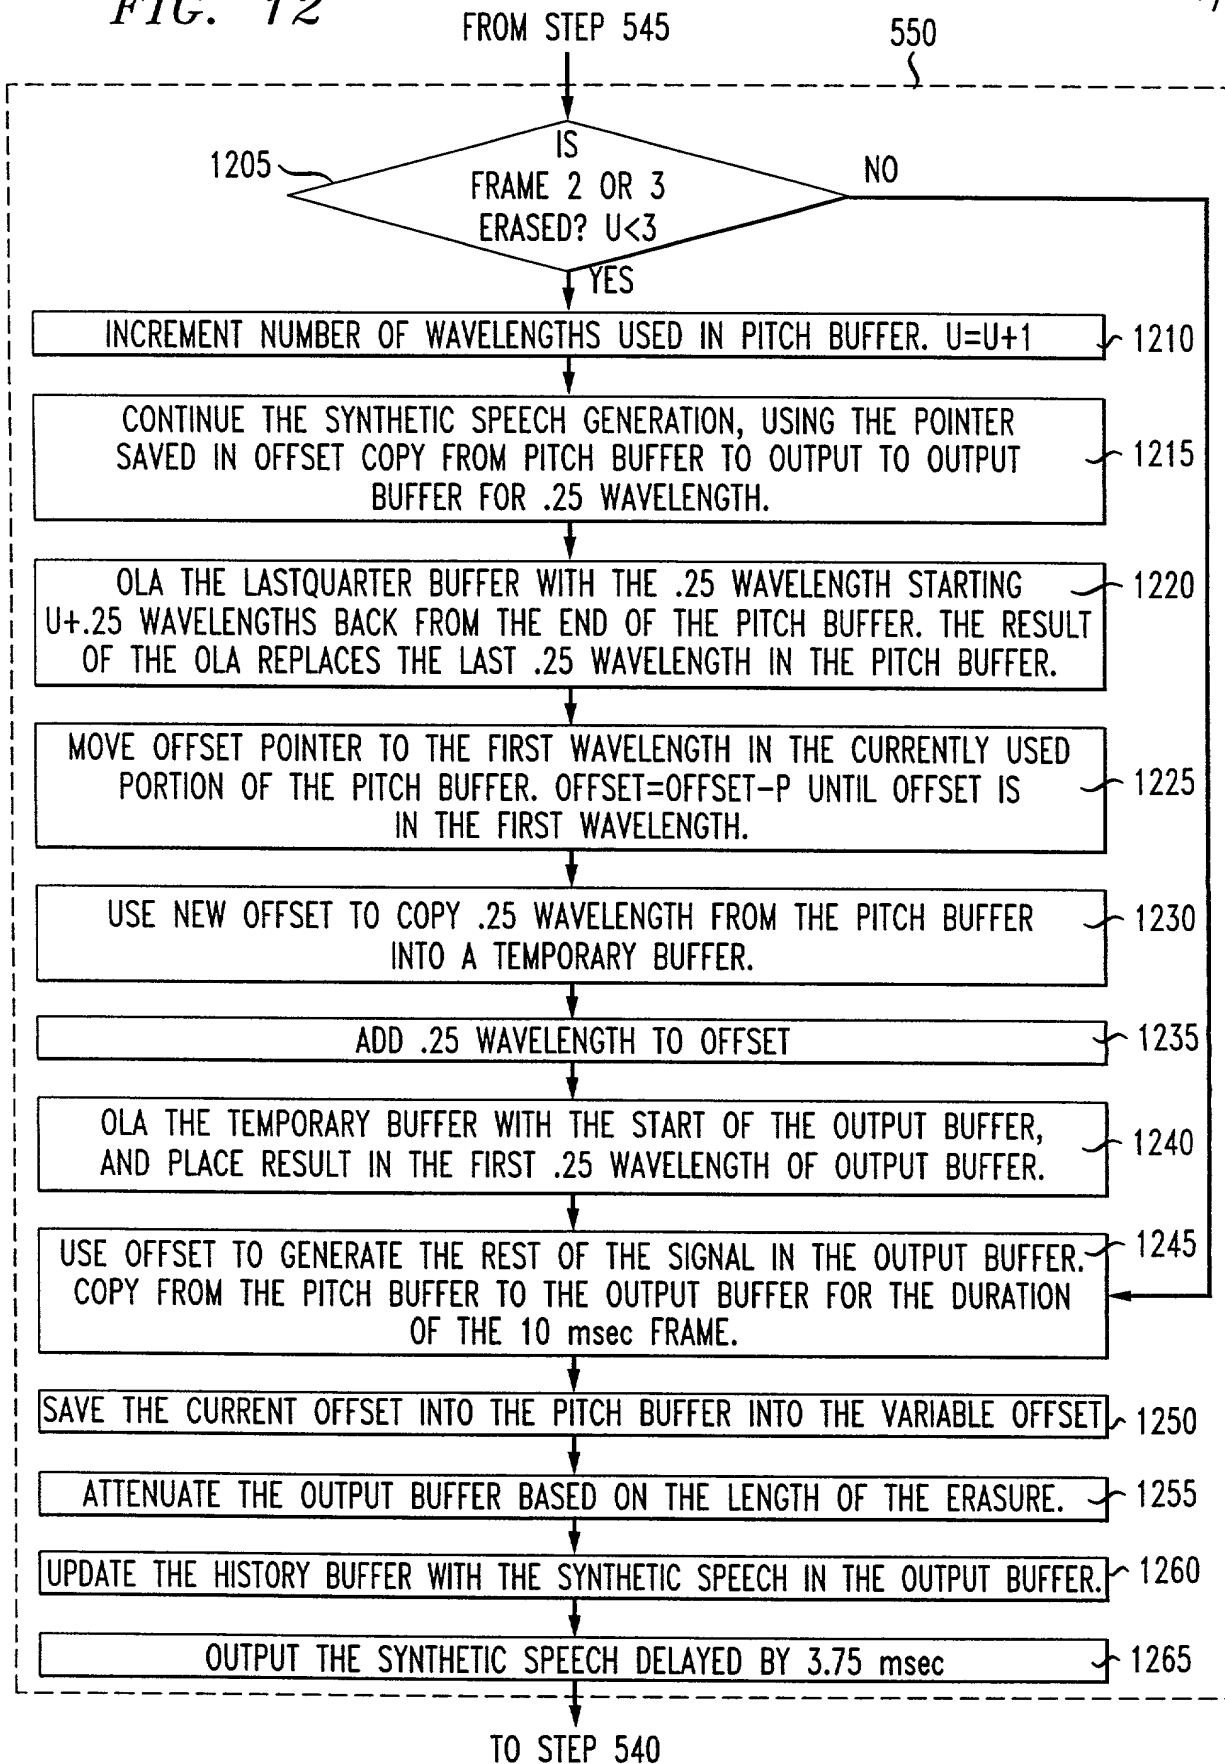 FIG. 12
FROM STEP 545
550
1205
IS
FRAME 2 OR 3
ERASED? U<3
NO
YES
INCREMENT NUMBER OF WAVELENGTHS USED IN PITCH BUFFER. U=U+1
1210
CONTINUE THE SYNTHETIC SPEECH GENERATION, USING THE POINTER
SAVED IN OFFSET COPY FROM PITCH BUFFER TO OUTPUT TO OUTPUT
BUFFER FOR .25 WAVELENGTH.
1215
OLA THE LASTQUARTER BUFFER WITH THE .25 WAVELENGTH STARTING
U+.25 WAVELENGTHS BACK FROM THE END OF THE PITCH BUFFER. THE RESULT
OF THE OLA REPLACES THE LAST .25 WAVELENGTH IN THE PITCH BUFFER.
1220
MOVE OFFSET POINTER TO THE FIRST WAVELENGTH IN THE CURRENTLY USED
PORTION OF THE PITCH BUFFER. OFFSET=OFFSET-P UNTIL OFFSET IS
IN THE FIRST WAVELENGTH.
1225
USE NEW OFFSET TO COPY .25 WAVELENGTH FROM THE PITCH BUFFER
INTO A TEMPORARY BUFFER.
1230
ADD .25 WAVELENGTH TO OFFSET
1235
OLA THE TEMPORARY BUFFER WITH THE START OF THE OUTPUT BUFFER,
AND PLACE RESULT IN THE FIRST .25 WAVELENGTH OF OUTPUT BUFFER.
1240
USE OFFSET TO GENERATE THE REST OF THE SIGNAL IN THE OUTPUT BUFFER.
COPY FROM THE PITCH BUFFER TO THE OUTPUT BUFFER FOR THE DURATION
OF THE 10 msec FRAME.
1245
SAVE THE CURRENT OFFSET INTO THE PITCH BUFFER INTO THE VARIABLE OFFSET
1250
ATTENUATE THE OUTPUT BUFFER BASED ON THE LENGTH OF THE ERASURE.
1255
UPDATE THE HISTORY BUFFER WITH THE SYNTHETIC SPEECH IN THE OUTPUT BUFFER.
1260
OUTPUT THE SYNTHETIC SPEECH DELAYED BY 3.75 msec
1265
TO STEP 540